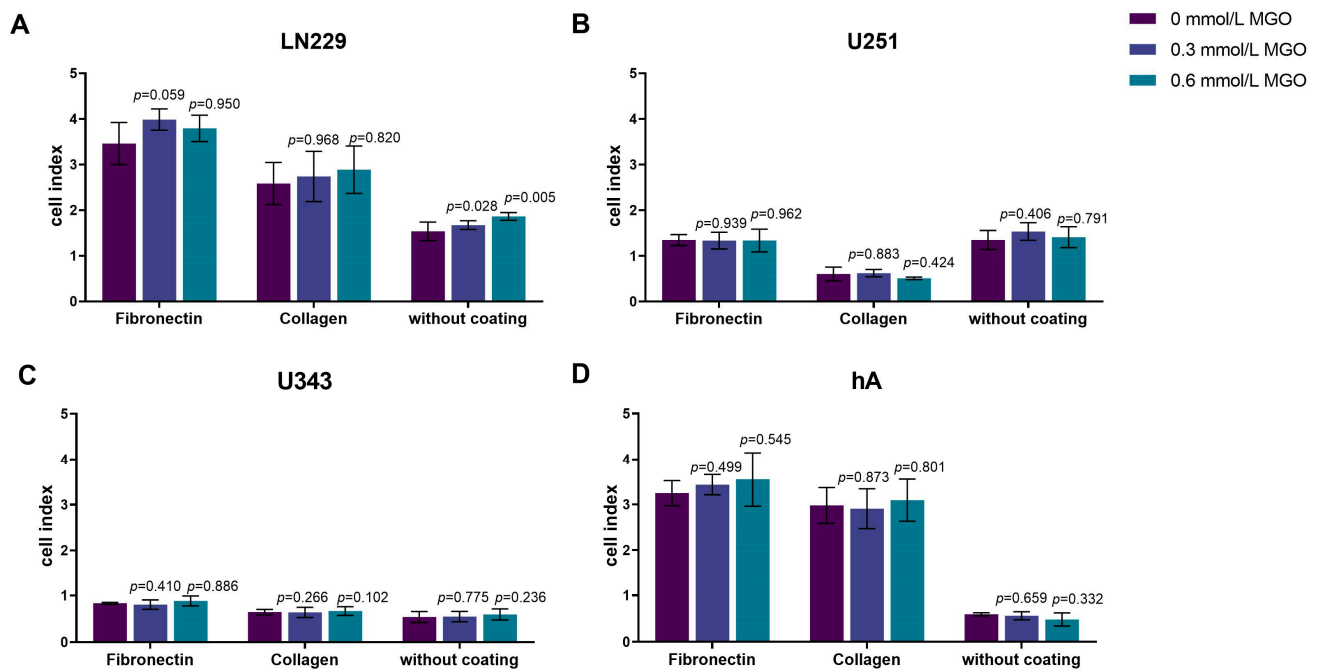 A
LN229
cell index
5
4
3
2
1
0
p=0.059
p=0.950
p=0.968
p=0.820
p=0.028
p=0.005
Fibronectin
Collagen
without coating
B
U251
cell index
5
4
3
2
1
0
p=0.939
p=0.962
p=0.883
p=0.424
p=0.406
p=0.791
Fibronectin
Collagen
without coating
0 mmol/L MGO
0.3 mmol/L MGO
0.6 mmol/L MGO
C
U343
cell index
5
4
3
2
1
0
p=0.410
p=0.886
p=0.266
p=0.102
p=0.775
p=0.236
Fibronectin
Collagen
without coating
D
hA
cell index
5
4
3
2
1
0
p=0.499
p=0.545
p=0.873
p=0.801
p=0.659
p=0.332
Fibronectin
Collagen
without coating